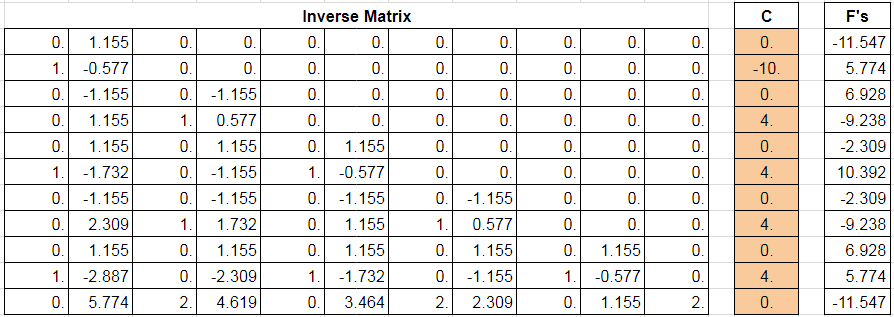 Inverse Matrix C F's
0. 1.155 0. 0. 0. 0. 0. 0. 0. 0. 0. 0. -11.547
1. -0.577 0. 0. 0. 0. 0. 0. 0. 0. 0. -10. 5.774
0. -1.155 0. -1.155 0. 0. 0. 0. 0. 0. 0. 0. 6.928
0. 1.155 1. 0.577 0. 0. 0. 0. 0. 0. 0. 4. -9.238
0. 1.155 0. 1.155 0. 1.155 0. 0. 0. 0. 0. 0. -2.309
1. -1.732 0. -1.155 1. -0.577 0. 0. 0. 0. 0. 4. 10.392
0. -1.155 0. -1.155 0. -1.155 0. -1.155 0. 0. 0. 0. -2.309
0. 2.309 1. 1.732 0. 1.155 1. 0.577 0. 0. 0. 4. -9.238
0. 1.155 0. 1.155 0. 1.155 0. 1.155 0. 1.155 0. 0. 6.928
1. -2.887 0. -2.309 1. -1.732 0. -1.155 1. -0.577 0. 4. 5.774
0. 5.774 2. 4.619 0. 3.464 2. 2.309 0. 1.155 2. 0. -11.547